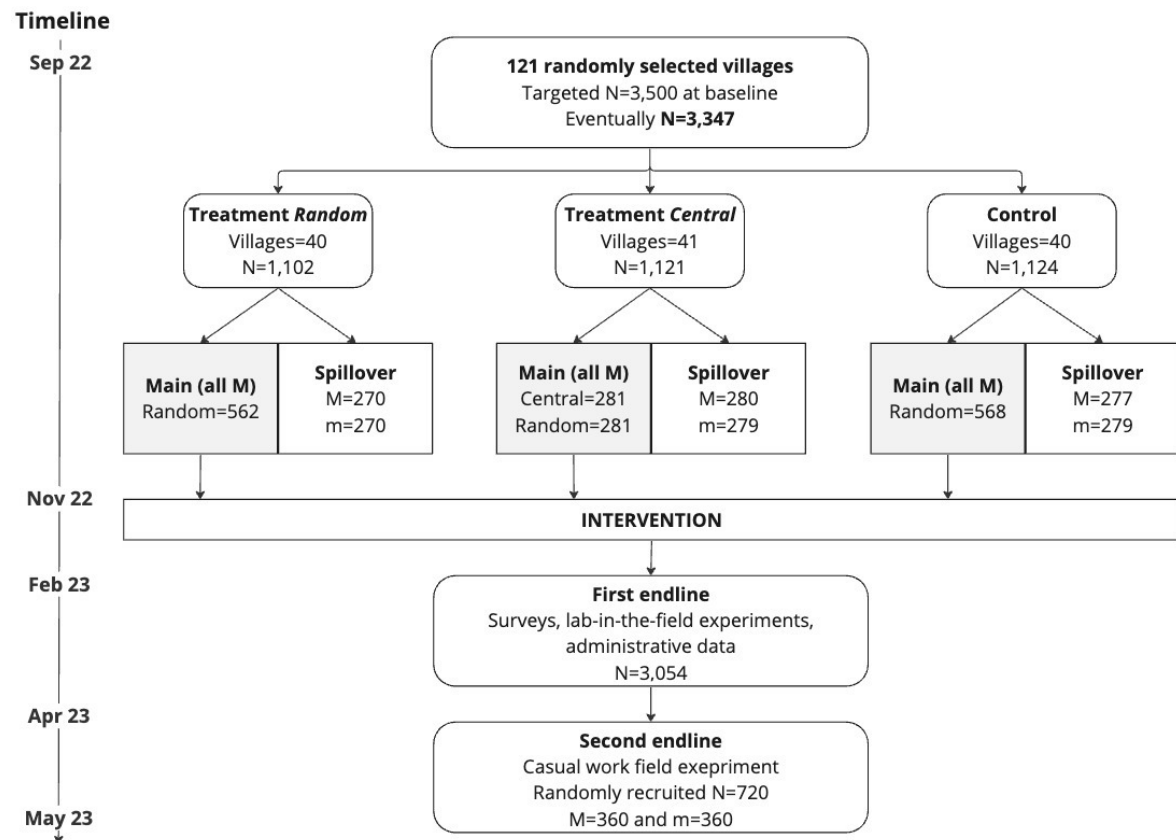 Timeline
Sep 22
121 randomly selected villages
Targeted N=3,500 at baseline
Eventually N=3,347
Treatment Random
Villages=40
N=1,102
Treatment Central
Villages=41
N=1,121
Control
Villages=40
N=1,124
Main (all M)
Random=562
Spillover
M=270
m=270
Main (all M)
Central=281
Random=281
Spillover
M=280
m=279
Main (all M)
Random=568
Spillover
M=277
m=279
Nov 22
INTERVENTION
Feb 23
First endline
Surveys, lab-in-the-field experiments,
administrative data
N=3,054
Apr 23
Second endline
Casual work field exepriment
Randomly recruited N=720
M=360 and m=360
May 23